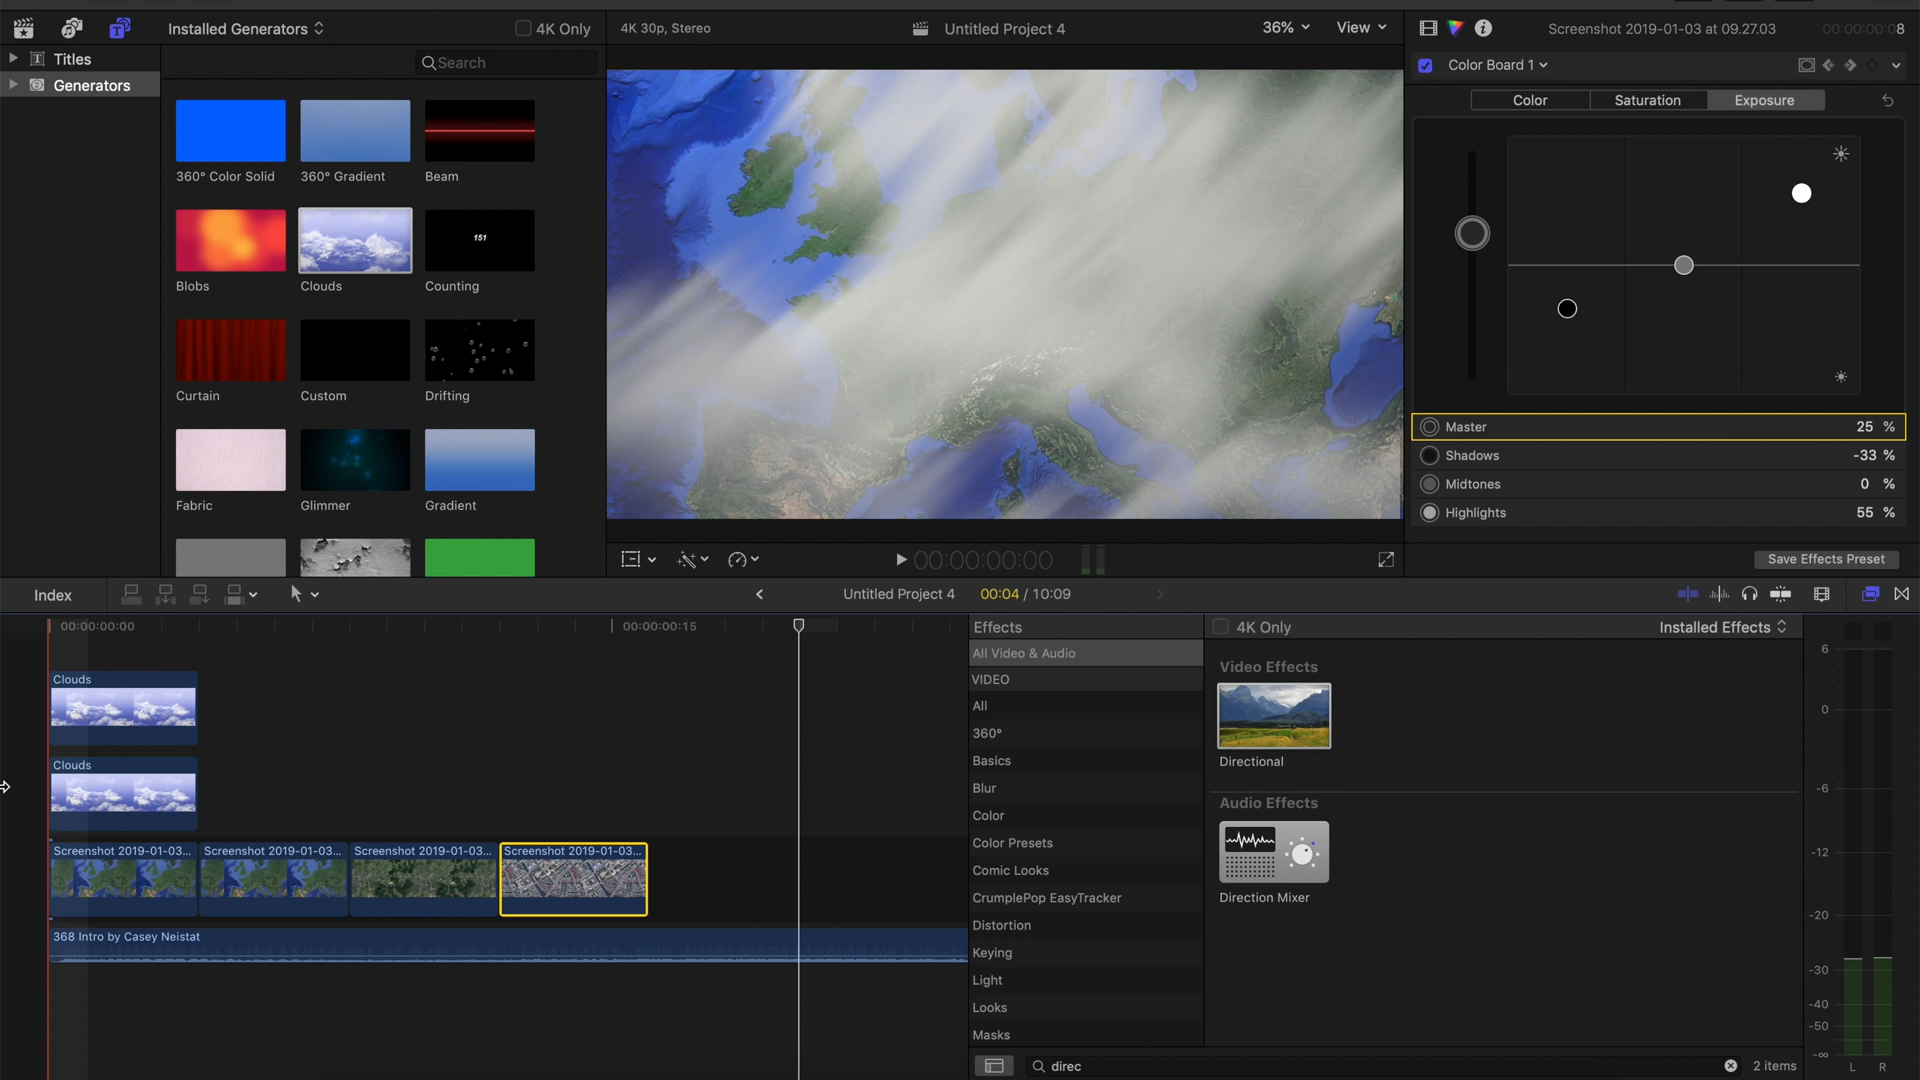 Installed Generators
4K Only
4K 30p, Stereo
Untitled Project 4
36%
View
Screenshot 2019-01-03 at 09.27.03
00:00:00:08
Titles
Generators
Search
Color Board 1
Color
Saturation
Exposure
360° Color Solid
360° Gradient
Beam
151
Blobs
Clouds
Counting
Curtain
Custom
Drifting
Fabric
Glimmer
Gradient
Master
25 %
Shadows
-33 %
Midtones
0 %
Highlights
55 %
00:00:00:00
Save Effects Preset
Index
Untitled Project 4
00:04 / 10:09
00:00:00:00
00:00:00:15
Clouds
Clouds
Screenshot 2019-01-03...
Screenshot 2019-01-03...
Screenshot 2019-01-03...
Screenshot 2019-01-03...
368 Intro by Casey Neistat
Effects
All Video & Audio
VIDEO
All
360°
Basics
Blur
Color
Color Presets
Comic Looks
CrumplePop EasyTracker
Distortion
Keying
Light
Looks
Masks
4K Only
Installed Effects
Video Effects
Directional
Audio Effects
Direction Mixer
direc
2 items
6
0
-6
-12
-20
-30
-40
-50
-∞
L
R